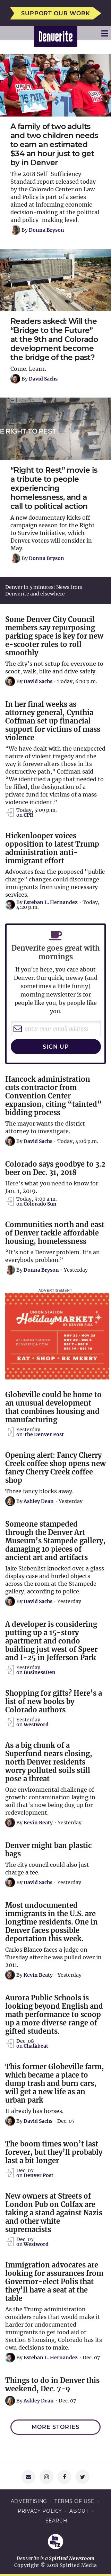 SUPPORT OUR WORK
Denverite
A family of two adults
and two children needs
to earn an estimated
$34 an hour just to get
by in Denver
The 2018 Self-Sufficiency
Standard report released today
by the Colorado Center on Law
and Policy is part of a series
aimed at informing economic
decision-making at the political
and policy-making level.
By Donna Bryson
Readers asked: Will the
"Bridge to the Future"
at the 9th and Colorado
development become
the bridge of the past?
Come. Learn.
By David Sachs
E RIGHT TO REST
"Right to Rest" movie is
a tribute to people
experiencing
homelessness, and a
call to political action
A new documentary kicks off
campaign season on the Right
to Survive Initiative, which
Denver voters will consider in
May.
By Donna Bryson
Denver in 5 minutes: News from
Denverite and elsewhere
Some Denver City Council
members say repurposing
parking space is key for new
e-scooter rules to roll
smoothly
The city's not setup for everyone to
scoot, walk, bike and drive safely.
By David Sachs - Today, 6:10 p.m.
In her final weeks as
attorney general, Cynthia
Coffman set up financial
support for victims of mass
violence
"When you dealt with the unexpected
nature of violent tragedy and the
way it leaves behind a void in its
destructive path," Coffman said.
"We identified a gap that needed to
be filled, the designation of a
grief fund for victims of a mass
violence incident."
Today, 5:09 p.m.
on CPR
Hickenlooper voices
opposition to latest Trump
administration anti-
immigrant effort
Advocates fear the proposed "public
charge" changes could discourage
immigrants from using necessary
services.
By Esteban L. Hernandez - Today,
4:20 p.m.
Denverite goes great with
mornings
If you're here, you care about
Denver. Our quick, newsy (and
sometimes a little funny)
morning newsletter is for
people like you, by people like
you.
enter your email address
SIGN UP
Hancock administration
cuts contractor from
Convention Center
expansion, citing "tainted"
bidding process
The mayor wants the district
attorney to investigate.
By David Sachs - Today, 4:06 p.m.
Colorado says goodbye to 3.2
beer on Dec. 31, 2018
Here's what you need to know for
Jan. 1, 2019.
Today, 9:00 a.m.
on Colorado Sun
Communities north and east
of Denver tackle affordable
housing, homelessness
"It's not a Denver problem. It's an
everybody problem."
By Donna Bryson - Yesterday
ADVERTISEMENT
UNION STATION
HOLIDAY
MARKET
EAT - SHOP - BE MERRY
Globeville could be home to
an unusual development
that combines housing and
manufacturing
Yesterday
on The Denver Post
Opening alert: Fancy Cherry
Creek coffee shop opens new
fancy Cherry Creek coffee
shop
Three fancy blocks away.
By Ashley Dean - Yesterday
Someone stampeded
through the Denver Art
Museum's Stampede gallery,
damaging 10 pieces of
ancient art and artifacts
Jake Siebenlist knocked over a glass
display case and hurled burled
objects across the room at the
Stampede gallery, according to
police.
By David Sachs - Yesterday
A developer is considering
putting up a 15-story
apartment and condo
building just west of Speer
and I-25 in Jefferson Park
Yesterday
on BusinessDen
Shopping for gifts? Here's a
list of new books by
Colorado authors
Yesterday
on Westword
As a big chunk of a
Superfund nears closing,
north Denver residents
worry polluted soils still
pose a threat
One environmental challenge of
growth: contamination laying in
soil that's now being dug up for
redevelopment.
By Kevin Beaty - Yesterday
Denver might ban plastic
bags
The city council could also just
charge a fee.
By David Sachs - Yesterday
Most undocumented
immigrants in the U.S. are
longtime residents. One in
Denver faces possible
deportation this week.
Carlos Blanco faces a judge on
Tuesday after he was pulled over in
2011.
By Kevin Beaty - Yesterday
Aurora Public Schools is
looking beyond English and
math performance to scoop
up a more diverse range of
gifted students.
Dec. 08
on Chalkbeat
This former Globeville farm,
which became a place to
dump trash and burn cars,
will get a new life as an
urban park
It already has horses.
By David Sachs - Dec. 07
The boom times won't last
forever, but they'll probably
last a bit longer
Dec. 07
on Denver Post
New owners at Streets of
London Pub on Colfax are
taking a stand against Nazis
and other white
supremacists
Dec. 07
on Westword
Immigration advocates are
looking for assurances from
Governor-elect Polis that
they'll have a seat at the
table
As the Trump administration
considers rules that would make it
harder for undocumented
immigrants to get food aid or
Section 8 housing, Colorado has its
own decisions to make.
By Esteban L. Hernandez - Dec. 07
Things to do in Denver this
weekend, Dec. 7-9
By Ashley Dean - Dec. 07
MORE STORIES
ADVERTISING - TERMS OF USE -
PRIVACY POLICY - ABOUT -
SEARCH
Denverite is a Spirited Newsroom
Copyright © 2018 Spirited Media